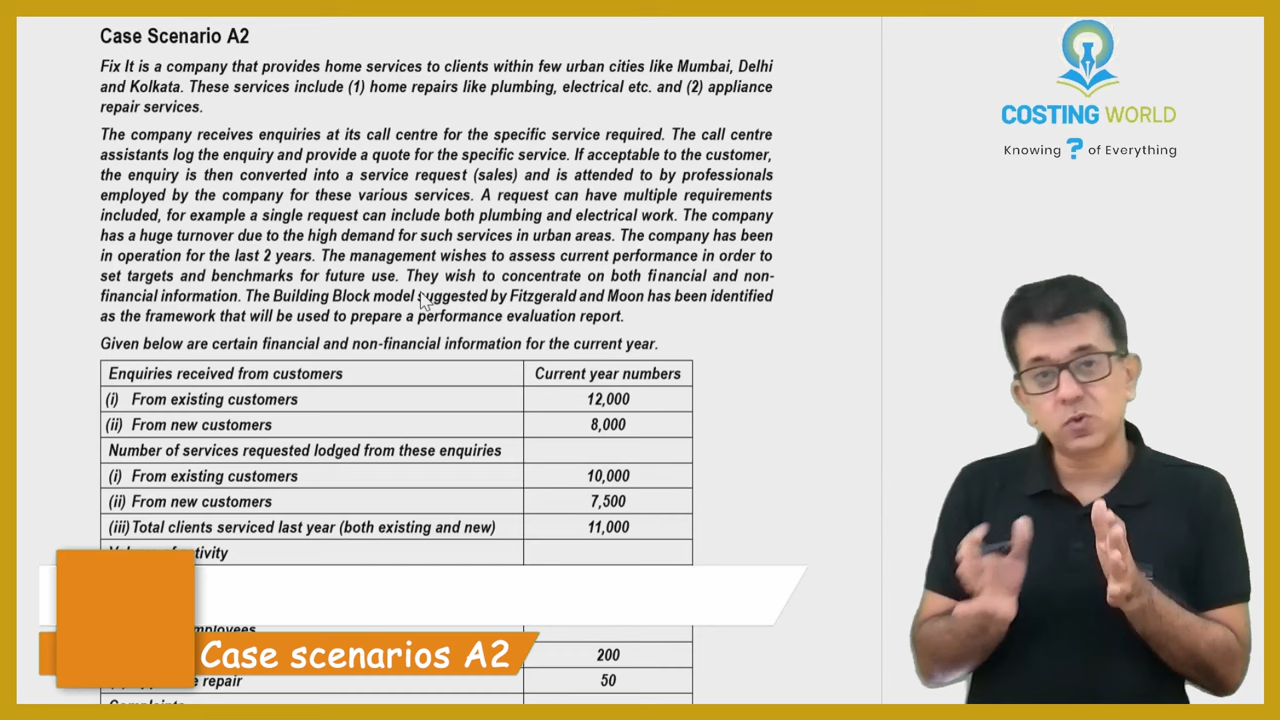 Case Scenario A2
Fix It is a company that provides home services to clients within few urban cities like Mumbai, Delhi
and Kolkata. These services include (1) home repairs like plumbing, electrical etc. and (2) appliance
repair services.
The company receives enquiries at its call centre for the specific service required. The call centre
assistants log the enquiry and provide a quote for the specific service. If acceptable to the customer,
the enquiry is then converted into a service request (sales) and is attended to by professionals
employed by the company for these various services. A request can have multiple requirements
included, for example a single request can include both plumbing and electrical work. The company
has a huge turnover due to the high demand for such services in urban areas. The company has been
in operation for the last 2 years. The management wishes to assess current performance in order to
set targets and benchmarks for future use. They wish to concentrate on both financial and non-
financial information. The Building Block model suggested by Fitzgerald and Moon has been identified
as the framework that will be used to prepare a performance evaluation report.
Given below are certain financial and non-financial information for the current year.
Enquiries received from customers Current year numbers
(i) From existing customers 12,000
(ii) From new customers 8,000
Number of services requested lodged from these enquiries
(i) From existing customers 10,000
(ii) From new customers 7,500
(iii) Total clients serviced last year (both existing and new) 11,000
200
repair 50
Case scenarios A2
COSTING WORLD
Knowing ? of Everything